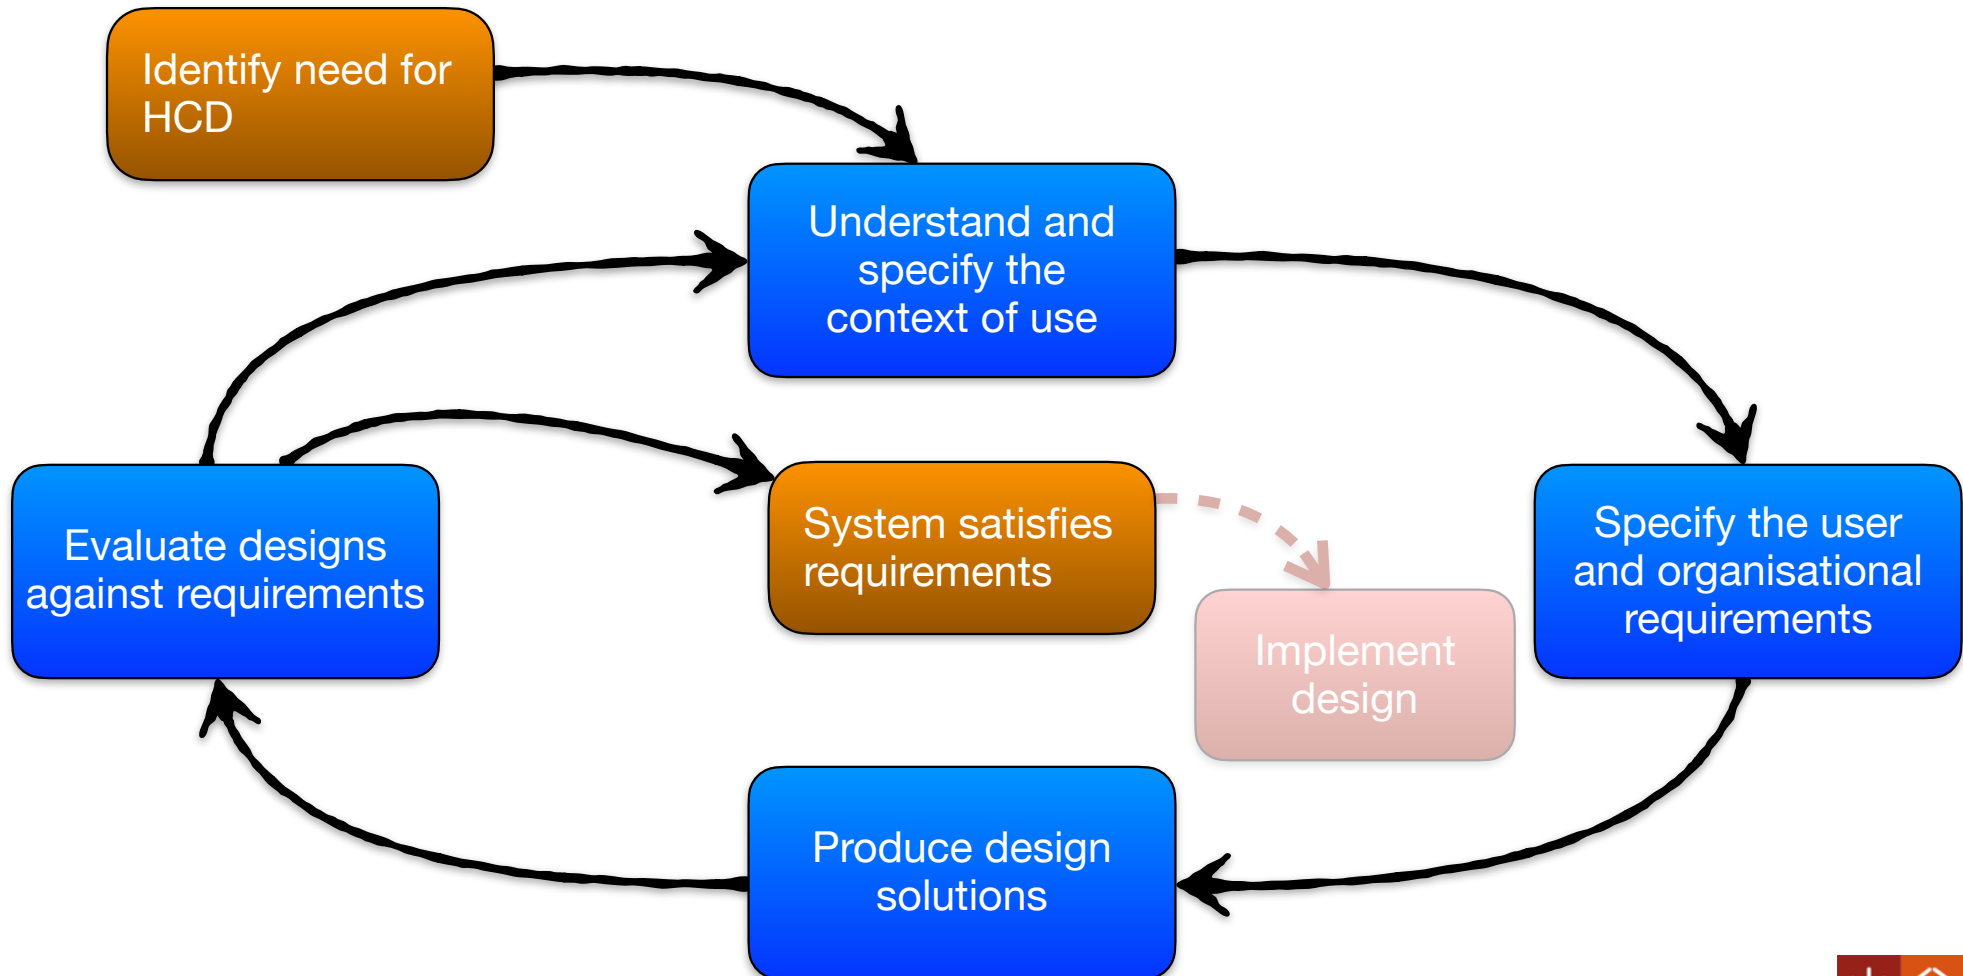 Identify need for
HCD
Understand and
specify the
context of use
Evaluate designs
against requirements
System satisfies
requirements
Specify the user
and organisational
requirements
Implement
design
Produce design
solutions